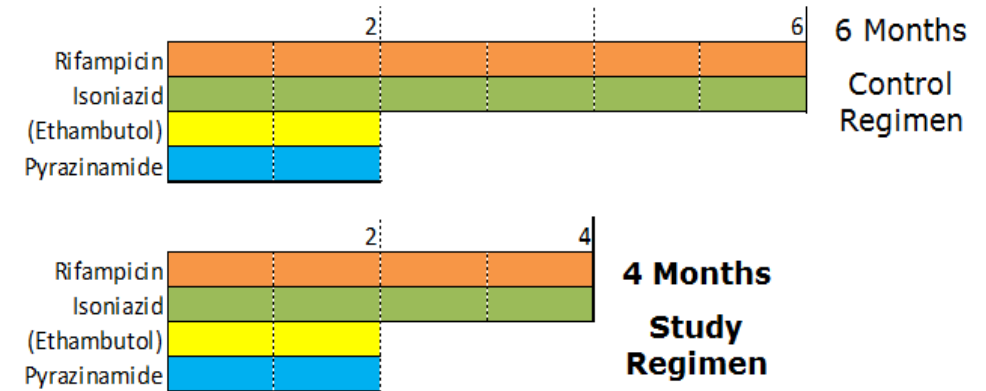 2 6 6 Months
Rifampicin
Isoniazid Control
(Ethambutol) Regimen
Pyrazinamide
2 4
Rifampicin 4 Months
Isoniazid
(Ethambutol) Study
Pyrazinamide Regimen